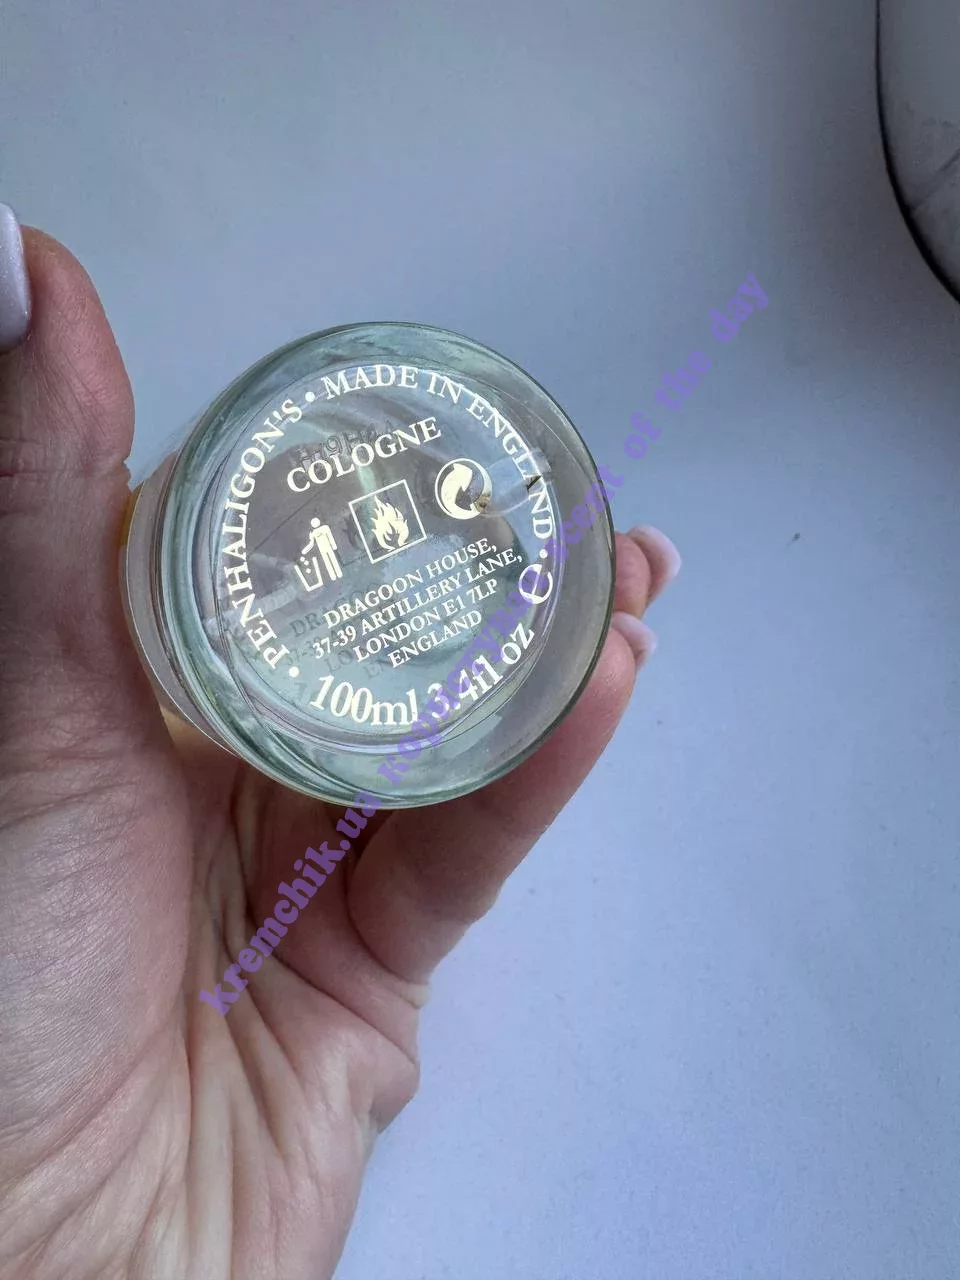 • PENHALIGON'S • MADE IN ENGLAND •
COLOGNE
DRAGOON HOUSE,
37-39 ARTILLERY LANE,
LONDON E1 7LP
ENGLAND
100ml 3.4fl oz e
kremchik.ua
scent of the day